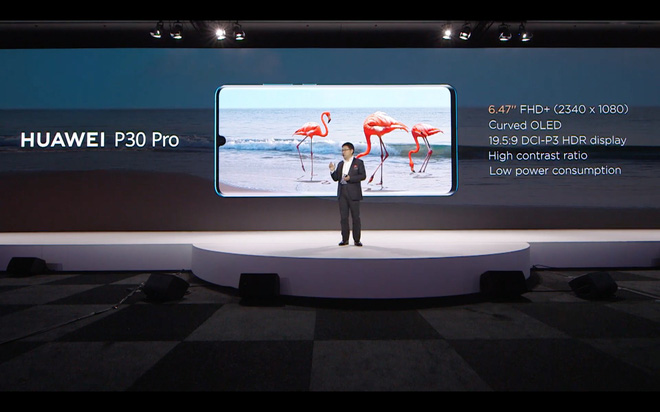 HUAWEI P30 Pro
6.47" FHD+ (2340 x 1080)
Curved OLED
19.5:9 DCI-P3 HDR display
High contrast ratio
Low power consumption